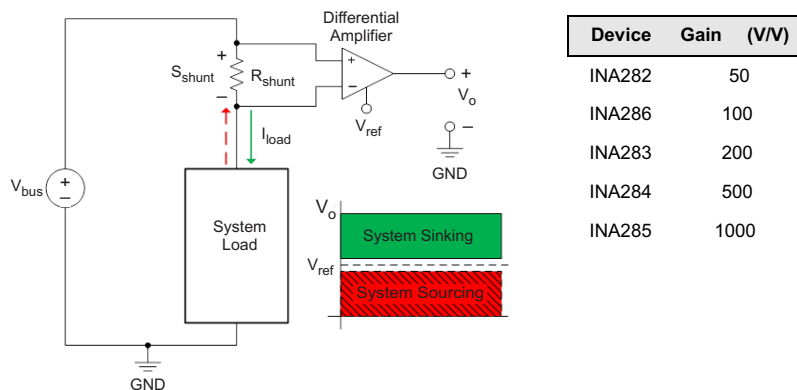 Differential
Amplifier
+
S_shunt
R_shunt
–
+
–
V_ref
+
V_o
–
GND
I_load
V_bus
+
–
System
Load
GND
V_o
System Sinking
V_ref
System Sourcing
Device Gain (V/V)
INA282 50
INA286 100
INA283 200
INA284 500
INA285 1000